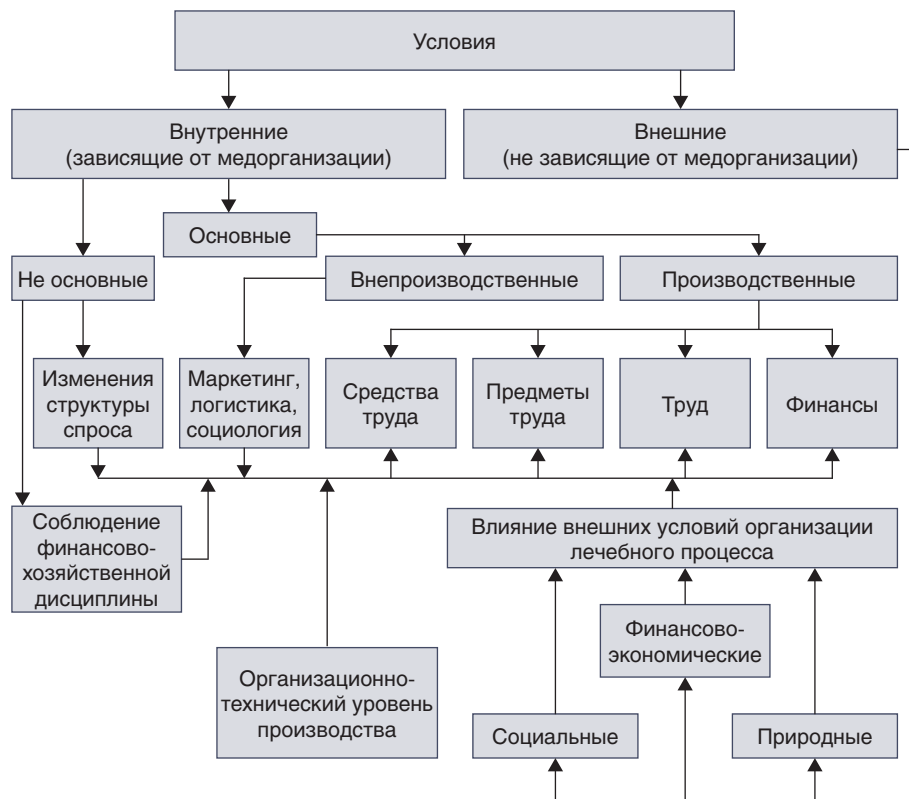 Условия
Внутренние
(зависящие от медорганизации)
Внешние
(не зависящие от медорганизации)
Основные
Не основные
Внепроизводственные
Производственные
Изменения
структуры
спроса
Маркетинг,
логистика,
социология
Средства
труда
Предметы
труда
Труд
Финансы
Соблюдение
финансово-
хозяйственной
дисциплины
Влияние внешних условий организации
лечебного процесса
Финансово-
экономические
Организационно-
технический уровень
производства
Социальные
Природные